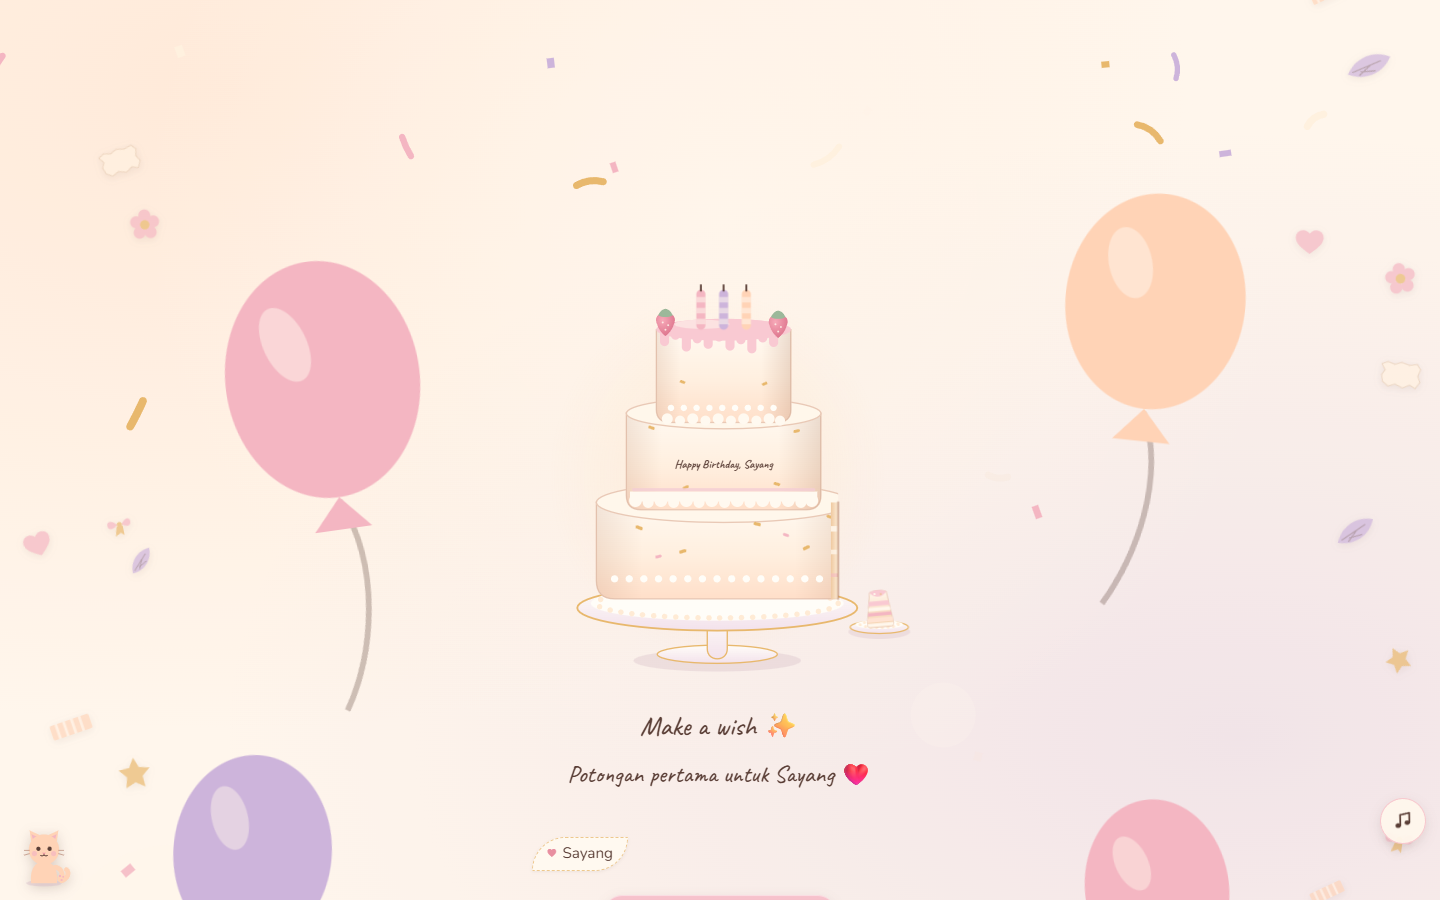 Happy Birthday, Sayang
Make a wish ✨
Potongan pertama untuk Sayang ❤️
Sayang